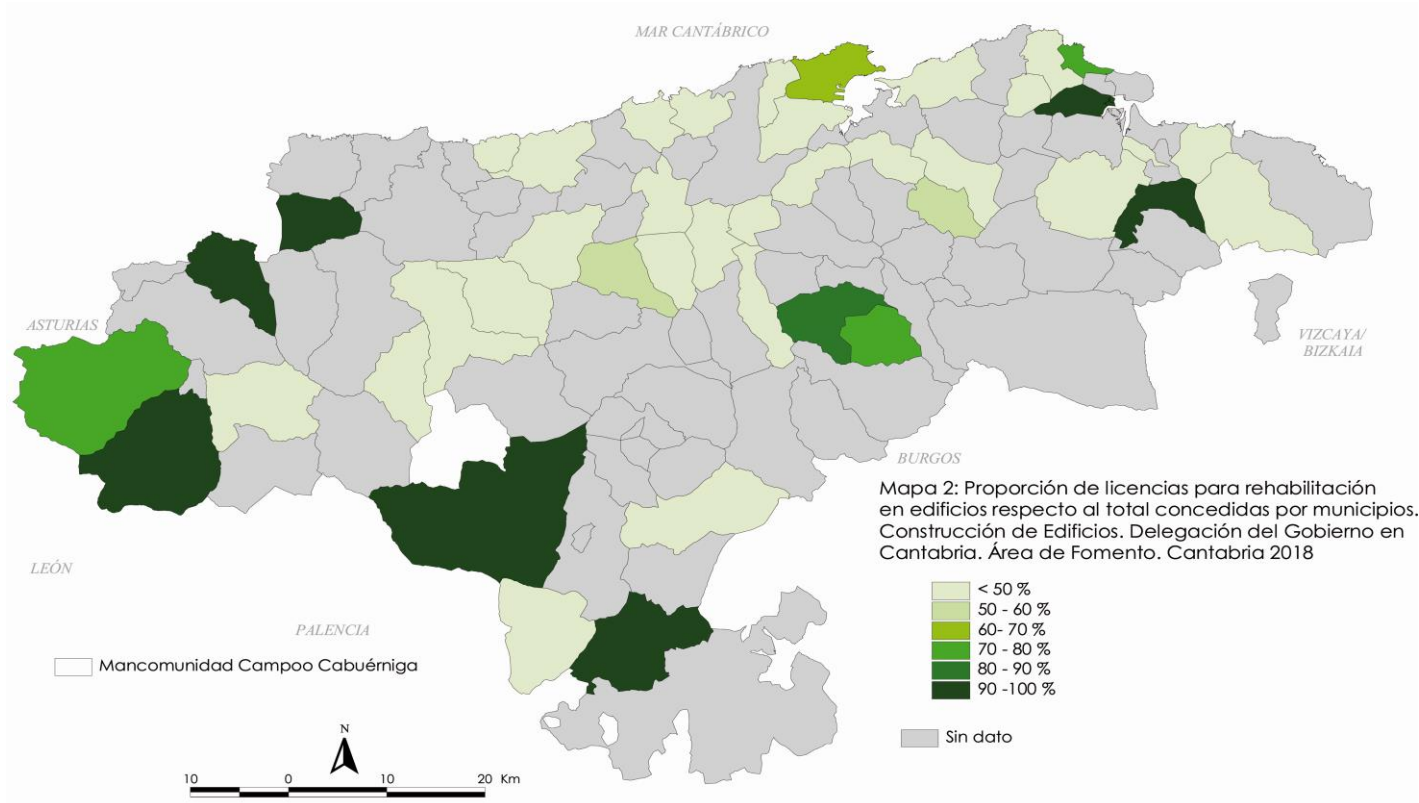 MAR CANTÁBRICO
ASTURIAS
VIZCAYA/
BIZKAIA
BURGOS
LEÓN
PALENCIA
Mapa 2: Proporción de licencias para rehabilitación
en edificios respecto al total concedidas por municipios.
Construcción de Edificios. Delegación del Gobierno en
Cantabria. Área de Fomento. Cantabria 2018
< 50 %
50 - 60 %
60- 70 %
70 - 80 %
80 - 90 %
90 -100 %
Sin dato
Mancomunidad Campoo Cabuérniga
N
10 0 10 20 Km